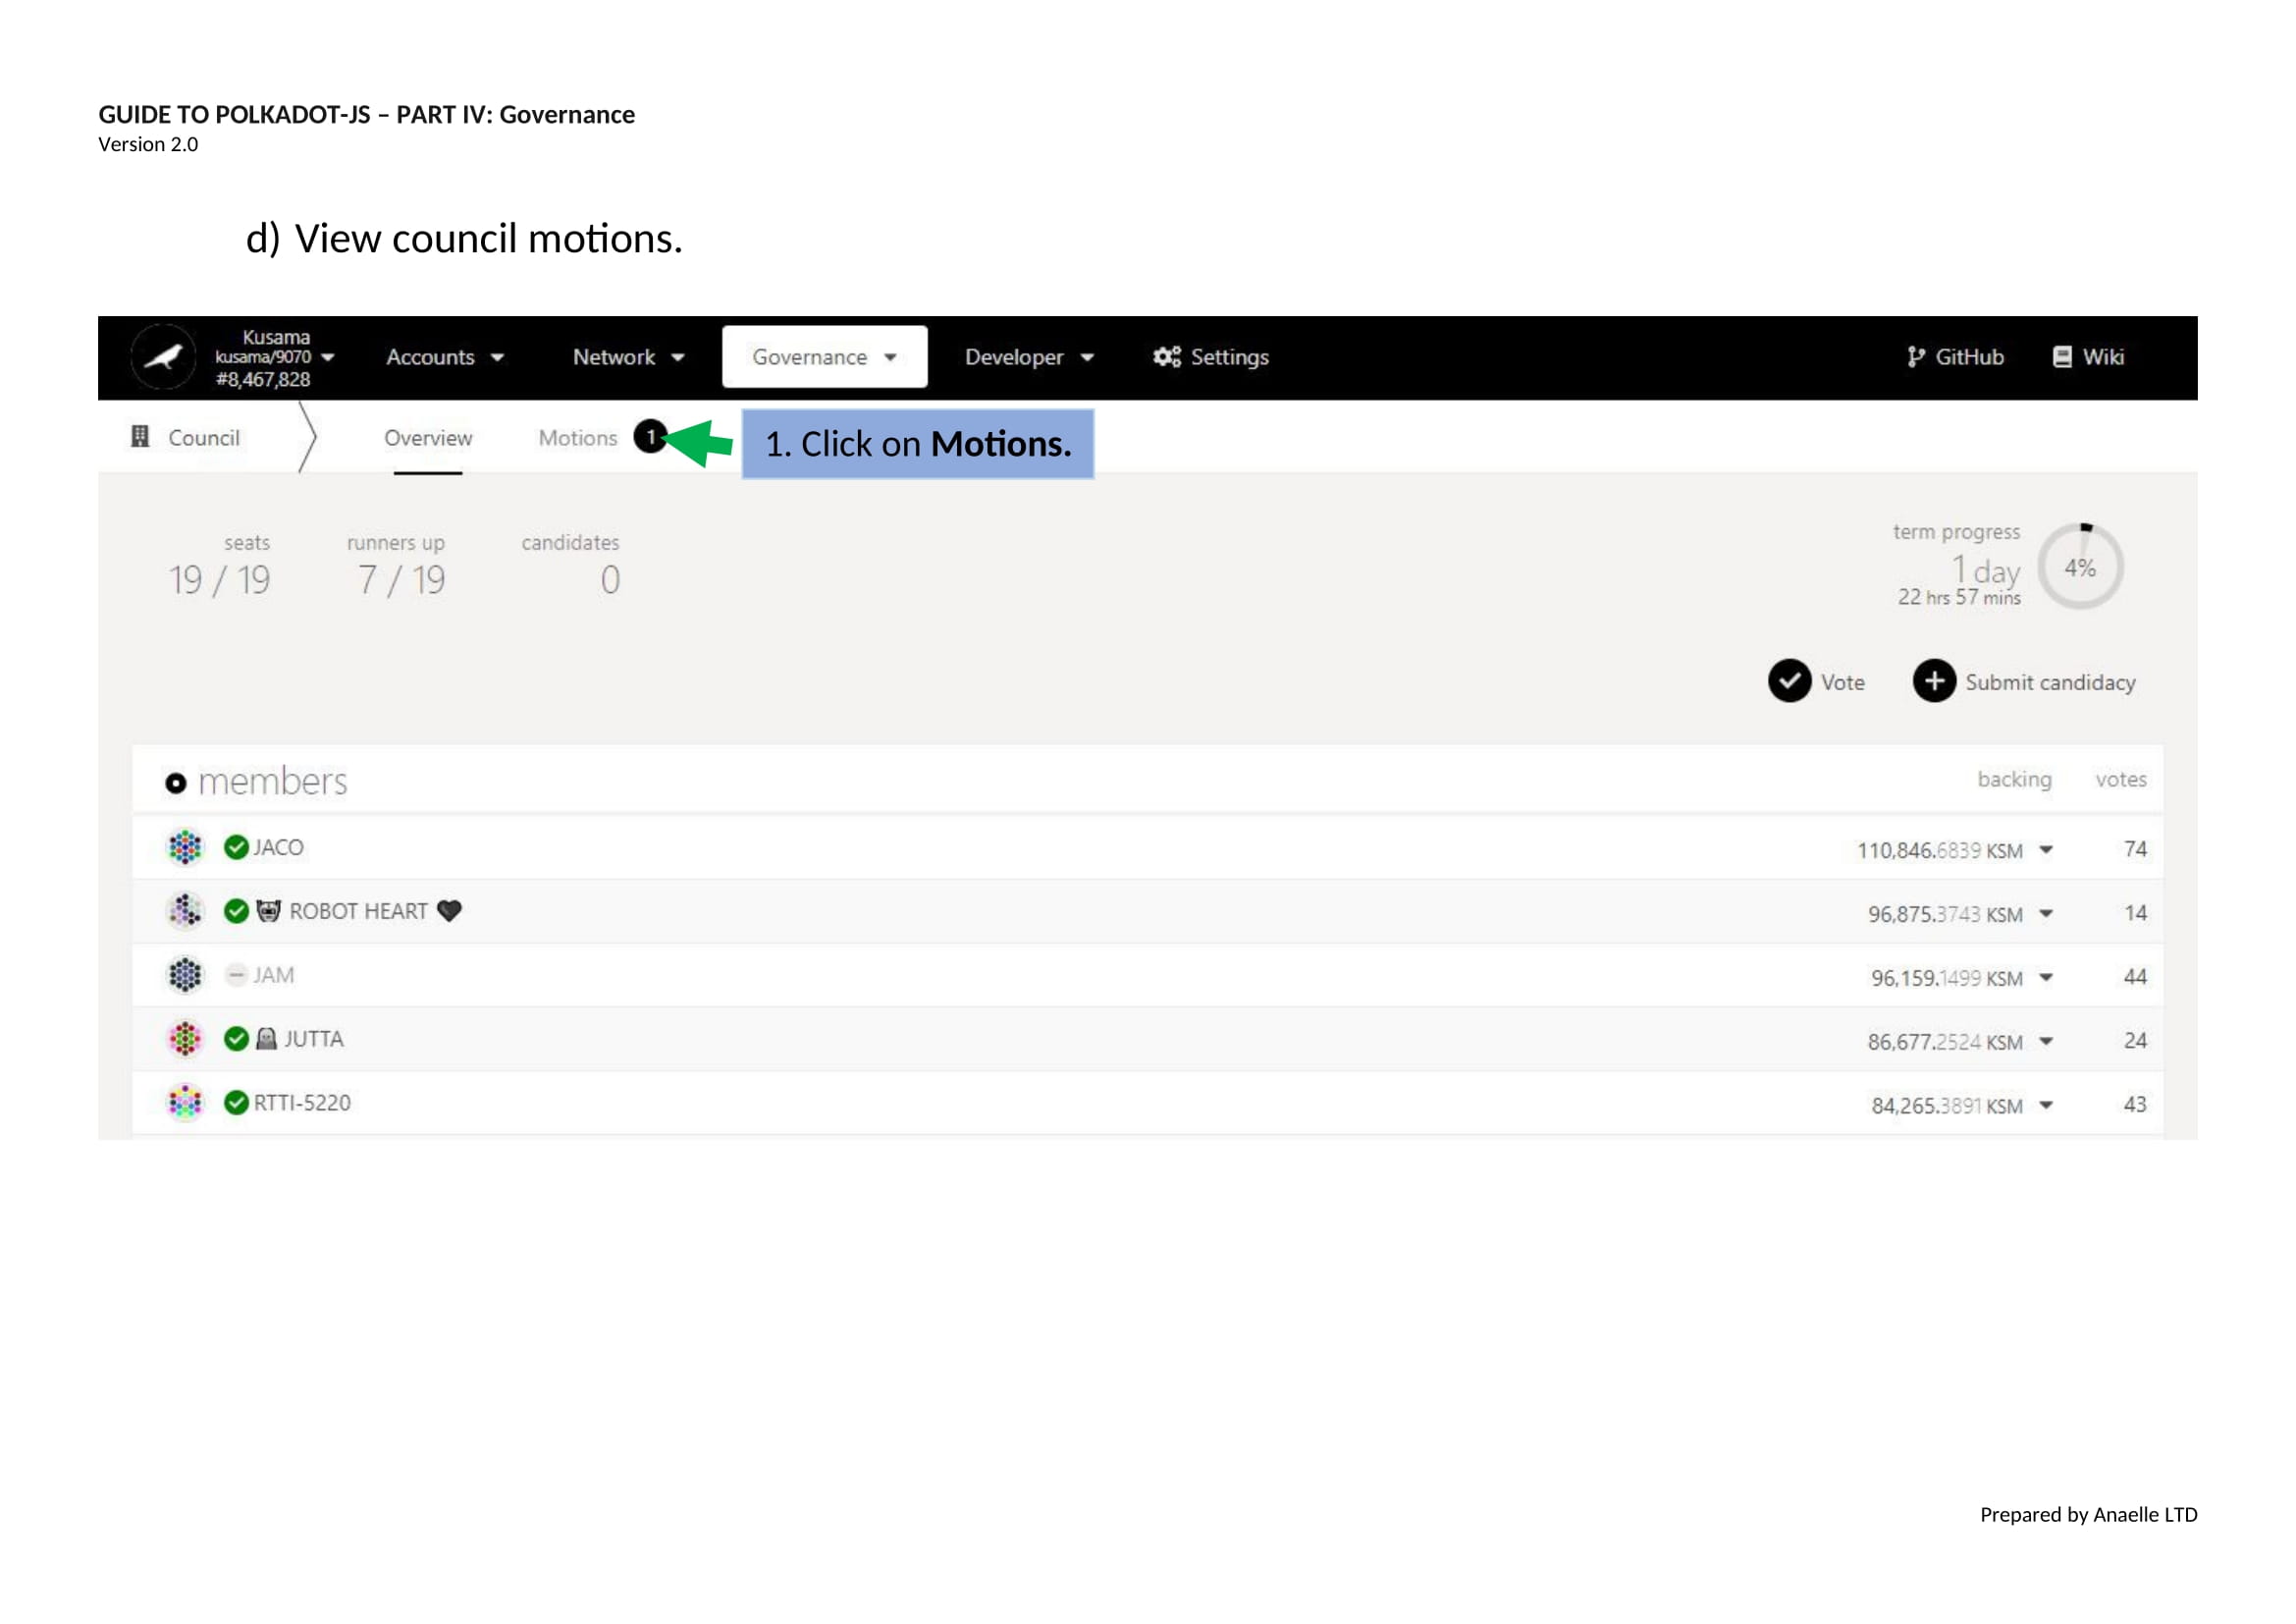 GUIDE TO POLKADOT-JS – PART IV: Governance
Version 2.0
d) View council motions.
Kusama
kusama/9070
#8,467,828
Accounts
Network
Governance
Developer
Settings
GitHub
Wiki
Council
Overview
Motions 1
1. Click on Motions.
seats
19 / 19
runners up
7 / 19
candidates
0
term progress
1 day
22 hrs 57 mins
4%
Vote
Submit candidacy
members backing votes
JACO 110,846.6839 KSM 74
ROBOT HEART 96,875.3743 KSM 14
JAM 96,159.1499 KSM 44
JUTTA 86,677.2524 KSM 24
RTTI-5220 84,265.3891 KSM 43
Prepared by Anaelle LTD